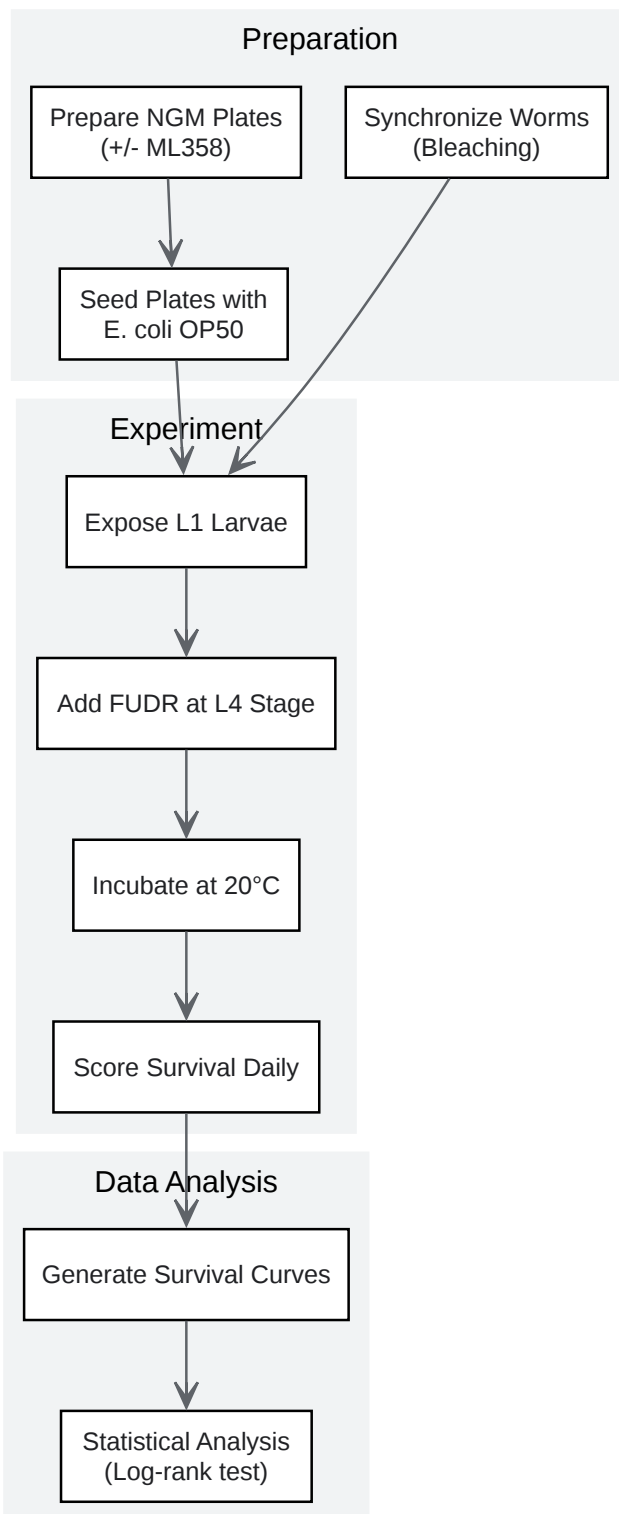 Preparation
Prepare NGM Plates
(+/- ML358)
Synchronize Worms
(Bleaching)
Seed Plates with
E. coli OP50
Experiment
Expose L1 Larvae
Add FUDR at L4 Stage
Incubate at 20°C
Score Survival Daily
Data Analysis
Generate Survival Curves
Statistical Analysis
(Log-rank test)